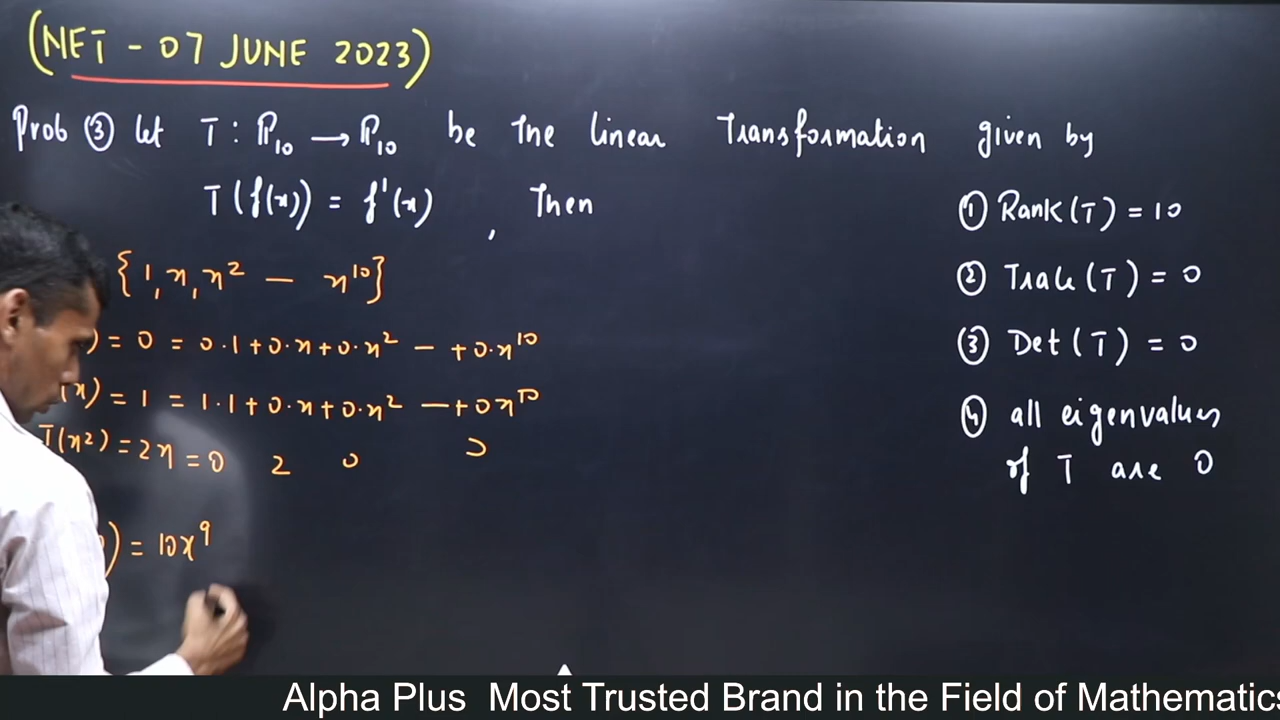 (NET - 07 JUNE 2023)
Prob ③ let T : P₁₀ → P₁₀ be the linear Transformation given by
T(f(x)) = f'(x) , Then
① Rank(T) = 10
② Trace(T) = 0
③ Det(T) = 0
④ all eigenvalues
of T are 0
{1, x, x² — x¹⁰}
) = 0 = 0·1 + 0·x + 0·x² — + 0·x¹⁰
(x) = 1 = 1·1 + 0·x + 0·x² — + 0x¹⁰
T(x²) = 2x = 0 2 0 0
) = 10x⁹
Alpha Plus Most Trusted Brand in the Field of Mathematics